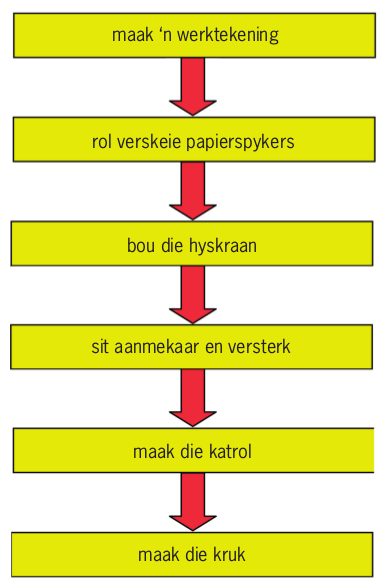 maak ‘n werktekening
rol verskeie papierspykers
bou die hyskraan
sit aanmekaar en versterk
maak die katrol
maak die kruk